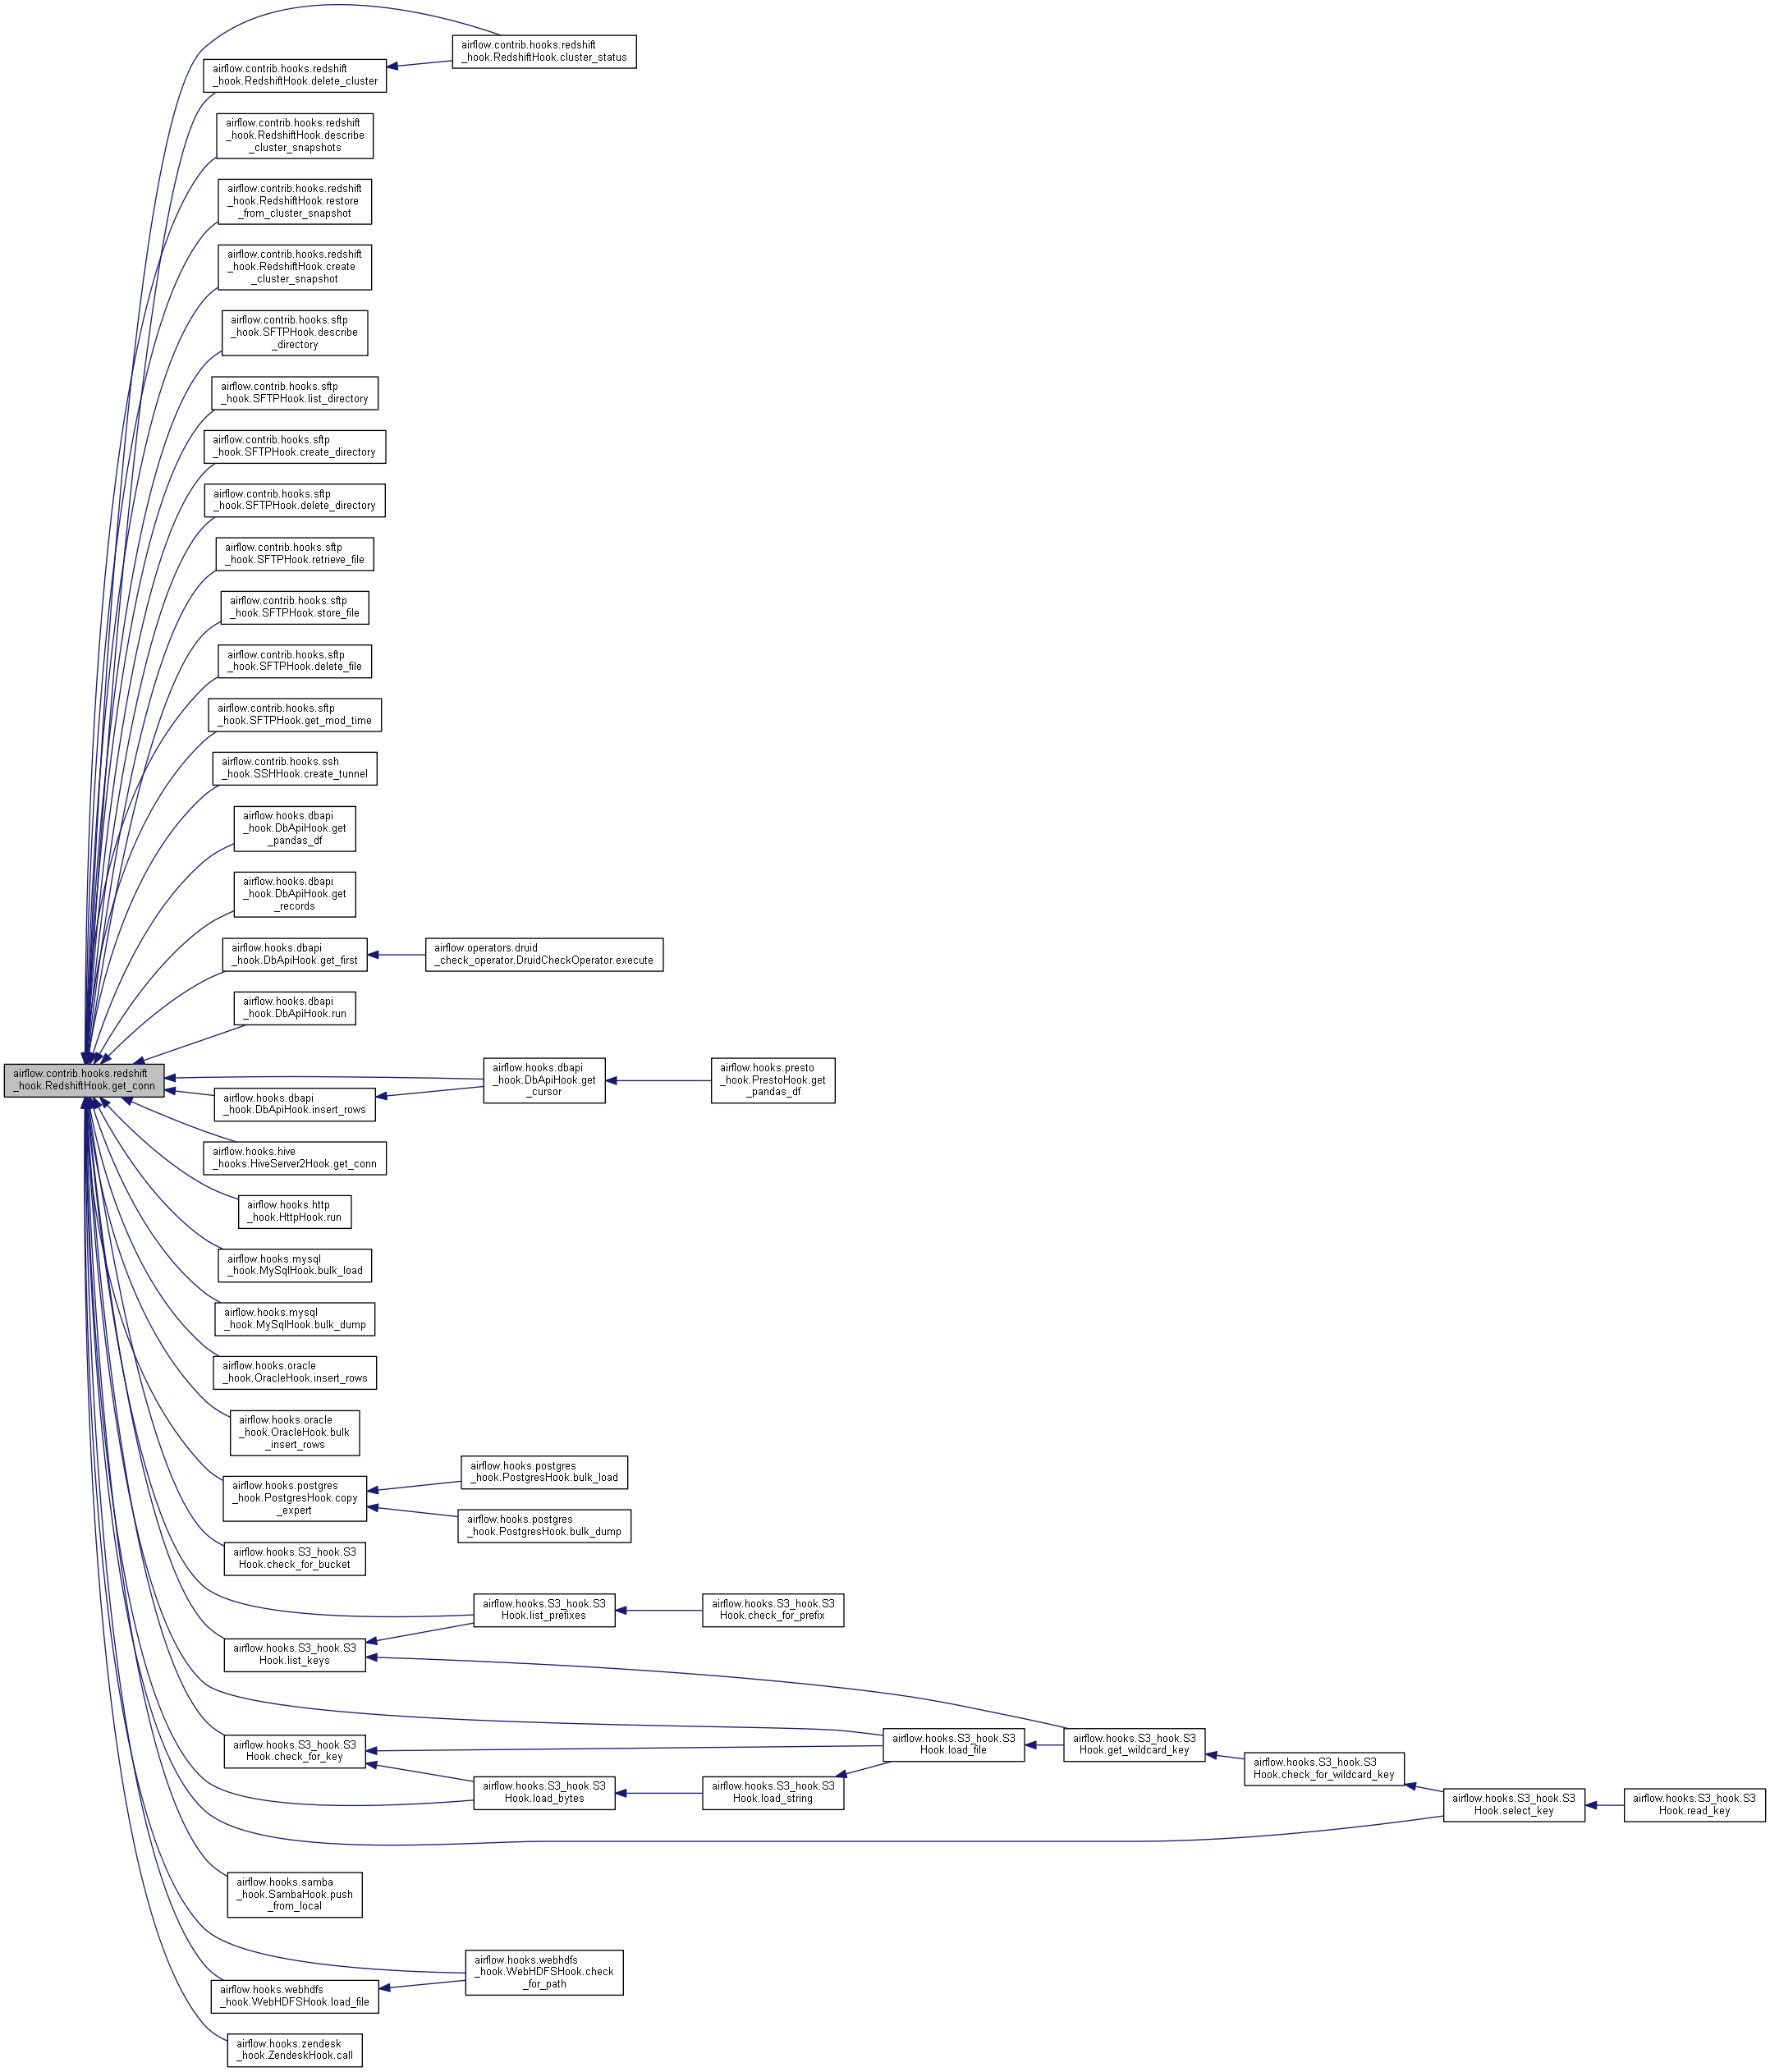 airflow.contrib.hooks.redshift
_hook.RedshiftHook.cluster_status
airflow.contrib.hooks.redshift
_hook.RedshiftHook.delete_cluster
airflow.contrib.hooks.redshift
_hook.RedshiftHook.describe
_cluster_snapshots
airflow.contrib.hooks.redshift
_hook.RedshiftHook.restore
_from_cluster_snapshot
airflow.contrib.hooks.redshift
_hook.RedshiftHook.create
_cluster_snapshot
airflow.contrib.hooks.sftp
_hook.SFTPHook.describe
_directory
airflow.contrib.hooks.sftp
_hook.SFTPHook.list_directory
airflow.contrib.hooks.sftp
_hook.SFTPHook.create_directory
airflow.contrib.hooks.sftp
_hook.SFTPHook.delete_directory
airflow.contrib.hooks.sftp
_hook.SFTPHook.retrieve_file
airflow.contrib.hooks.sftp
_hook.SFTPHook.store_file
airflow.contrib.hooks.sftp
_hook.SFTPHook.delete_file
airflow.contrib.hooks.sftp
_hook.SFTPHook.get_mod_time
airflow.contrib.hooks.ssh
_hook.SSHHook.create_tunnel
airflow.hooks.dbapi
_hook.DbApiHook.get
_pandas_df
airflow.hooks.dbapi
_hook.DbApiHook.get
_records
airflow.hooks.dbapi
_hook.DbApiHook.get_first
airflow.operators.druid
_check_operator.DruidCheckOperator.execute
airflow.hooks.dbapi
_hook.DbApiHook.run
airflow.contrib.hooks.redshift
_hook.RedshiftHook.get_conn
airflow.hooks.dbapi
_hook.DbApiHook.get
_cursor
airflow.hooks.presto
_hook.PrestoHook.get
_pandas_df
airflow.hooks.dbapi
_hook.DbApiHook.insert_rows
airflow.hooks.hive
_hooks.HiveServer2Hook.get_conn
airflow.hooks.http
_hook.HttpHook.run
airflow.hooks.mysql
_hook.MySqlHook.bulk_load
airflow.hooks.mysql
_hook.MySqlHook.bulk_dump
airflow.hooks.oracle
_hook.OracleHook.insert_rows
airflow.hooks.oracle
_hook.OracleHook.bulk
_insert_rows
airflow.hooks.postgres
_hook.PostgresHook.copy
_expert
airflow.hooks.postgres
_hook.PostgresHook.bulk_load
airflow.hooks.postgres
_hook.PostgresHook.bulk_dump
airflow.hooks.S3_hook.S3
Hook.check_for_bucket
airflow.hooks.S3_hook.S3
Hook.list_prefixes
airflow.hooks.S3_hook.S3
Hook.check_for_prefix
airflow.hooks.S3_hook.S3
Hook.list_keys
airflow.hooks.S3_hook.S3
Hook.check_for_key
airflow.hooks.S3_hook.S3
Hook.load_file
airflow.hooks.S3_hook.S3
Hook.get_wildcard_key
airflow.hooks.S3_hook.S3
Hook.check_for_wildcard_key
airflow.hooks.S3_hook.S3
Hook.load_bytes
airflow.hooks.S3_hook.S3
Hook.load_string
airflow.hooks.S3_hook.S3
Hook.select_key
airflow.hooks.S3_hook.S3
Hook.read_key
airflow.hooks.samba
_hook.SambaHook.push
_from_local
airflow.hooks.webhdfs
_hook.WebHDFSHook.check
_for_path
airflow.hooks.webhdfs
_hook.WebHDFSHook.load_file
airflow.hooks.zendesk
_hook.ZendeskHook.call